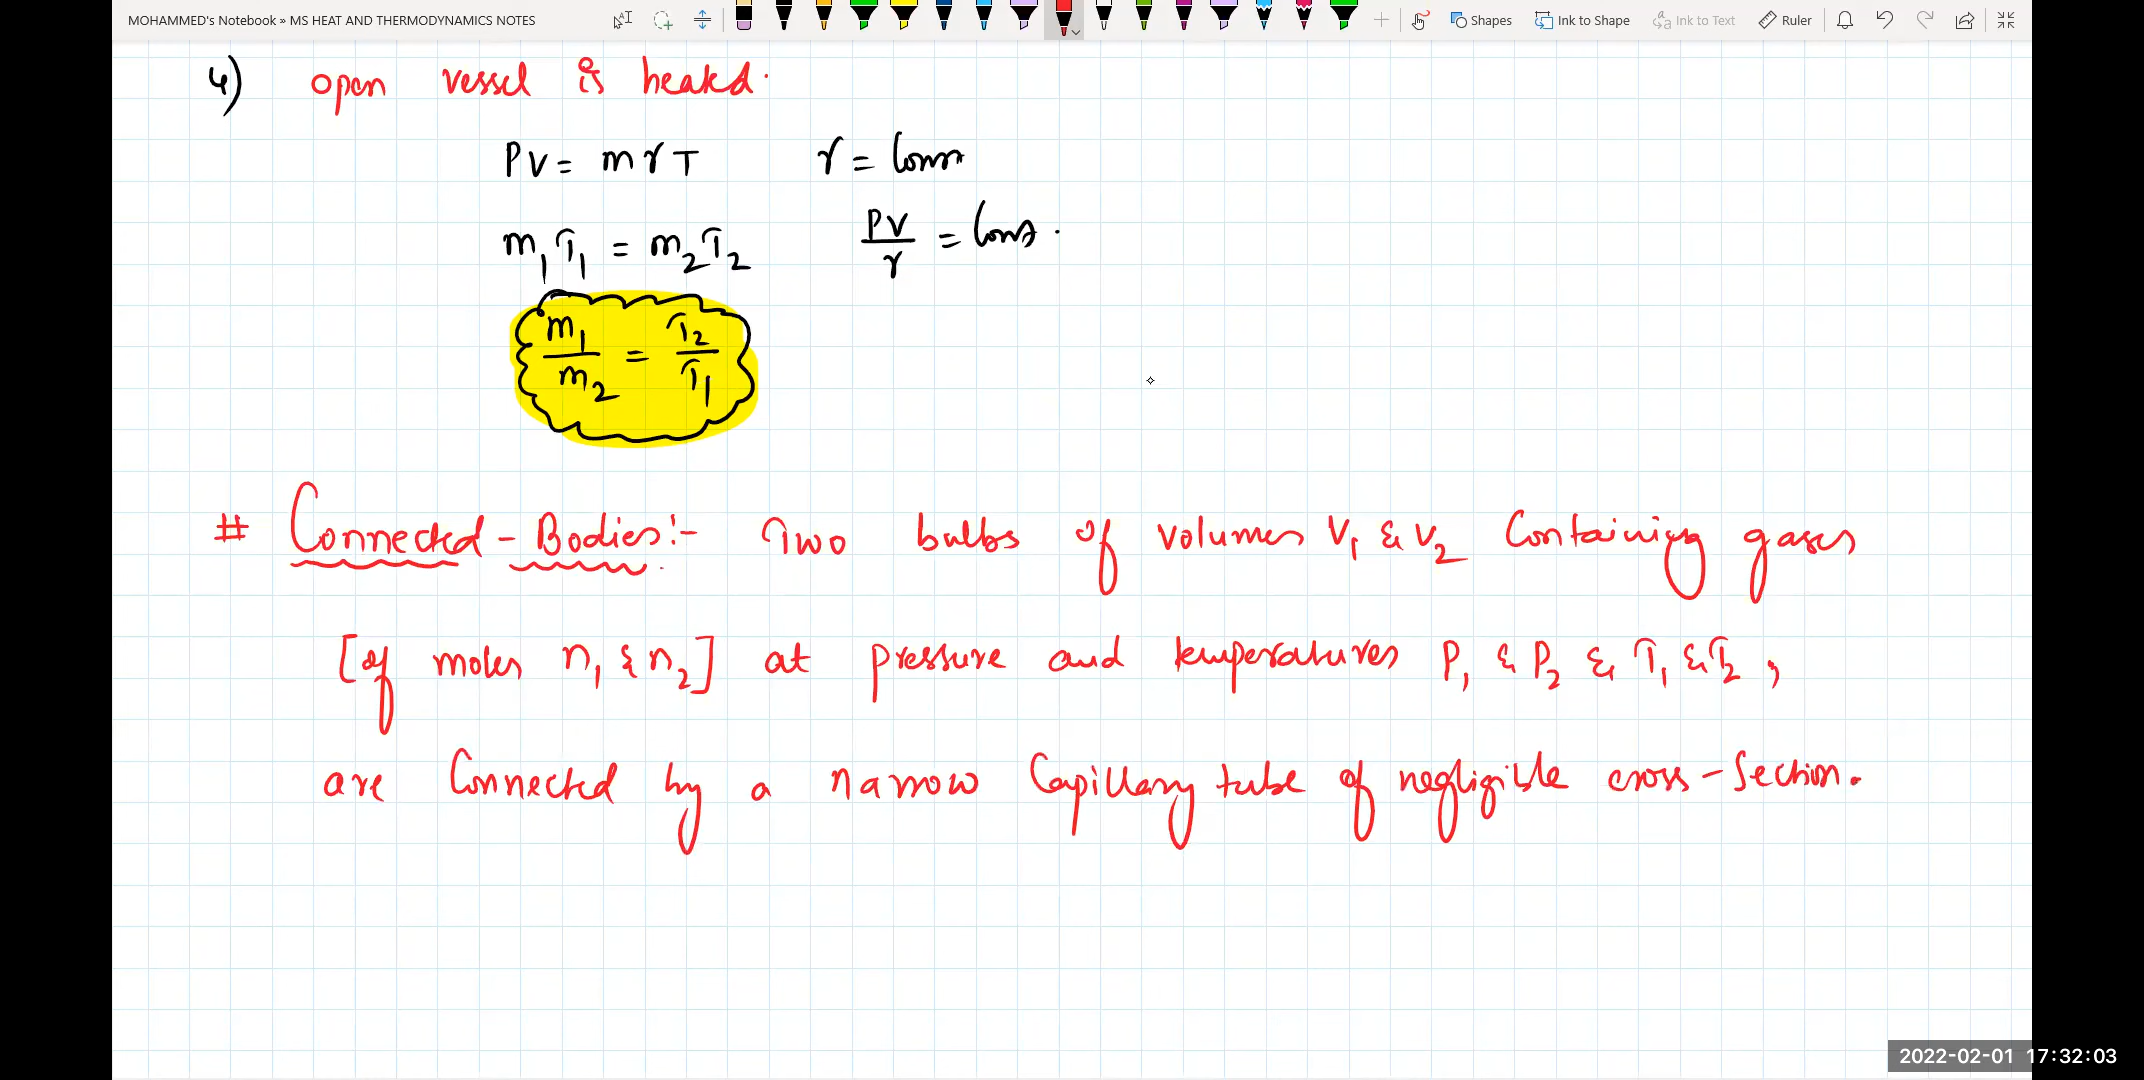 MOHAMMED's Notebook » MS HEAT AND THERMODYNAMICS NOTES
Shapes Ink to Shape Ink to Text Ruler
4) open vessel is heated.
PV = mrT r = Const
m₁T₁ = m₂T₂ PV/r = Const.
m₁/m₂ = T₂/T₁
# Connected - Bodies :- Two bulbs of volumes V₁ & V₂ Containing gases
[of moles n₁ & n₂] at pressure and temperatures P₁ & P₂ & T₁ & T₂,
are Connected by a narrow Capillary tube of negligible cross-section.
2022-02-01 17:32:03